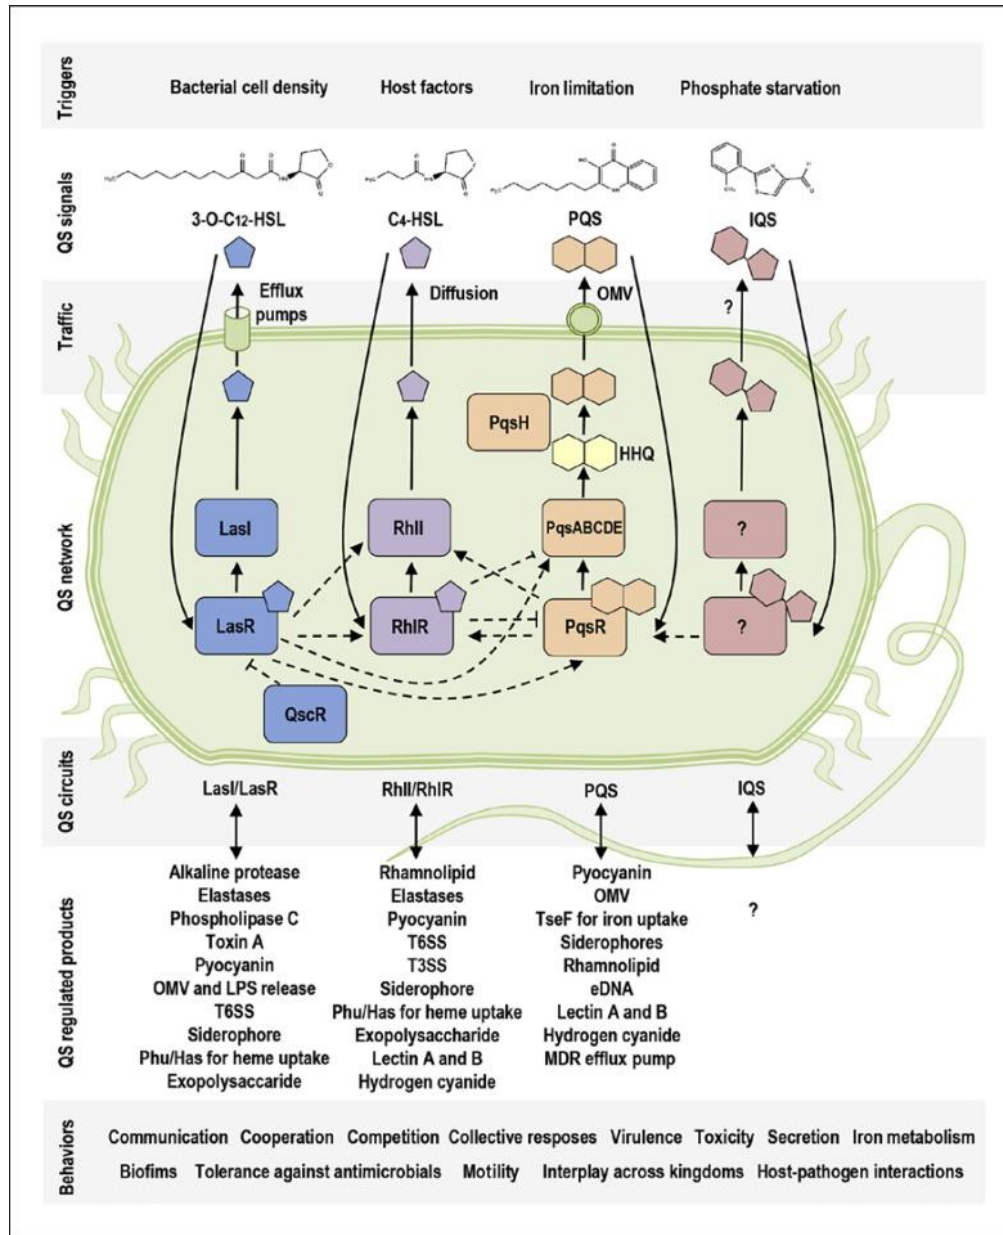 Triggers
Bacterial cell density
Host factors
Iron limitation
Phosphate starvation
QS signals
3-O-C12-HSL
C4-HSL
PQS
IQS
Traffic
Efflux
pumps
Diffusion
OMV
?
QS network
PqsH
HHQ
LasI
RhlI
PqsABCDE
?
LasR
RhlR
PqsR
?
QscR
QS circuits
LasI/LasR
RhlI/RhlR
PQS
IQS
QS regulated products
Alkaline protease
Elastases
Phospholipase C
Toxin A
Pyocyanin
OMV and LPS release
T6SS
Siderophore
Phu/Has for heme uptake
Exopolysaccaride
Rhamnolipid
Elastases
Pyocyanin
T6SS
T3SS
Siderophore
Phu/Has for heme uptake
Exopolysaccharide
Lectin A and B
Hydrogen cyanide
Pyocyanin
OMV
TseF for iron uptake
Siderophores
Rhamnolipid
eDNA
Lectin A and B
Hydrogen cyanide
MDR efflux pump
?
Behaviors
Communication Cooperation Competition Collective resposes Virulence Toxicity Secretion Iron metabolism
Biofims Tolerance against antimicrobials Motility Interplay across kingdoms Host-pathogen interactions